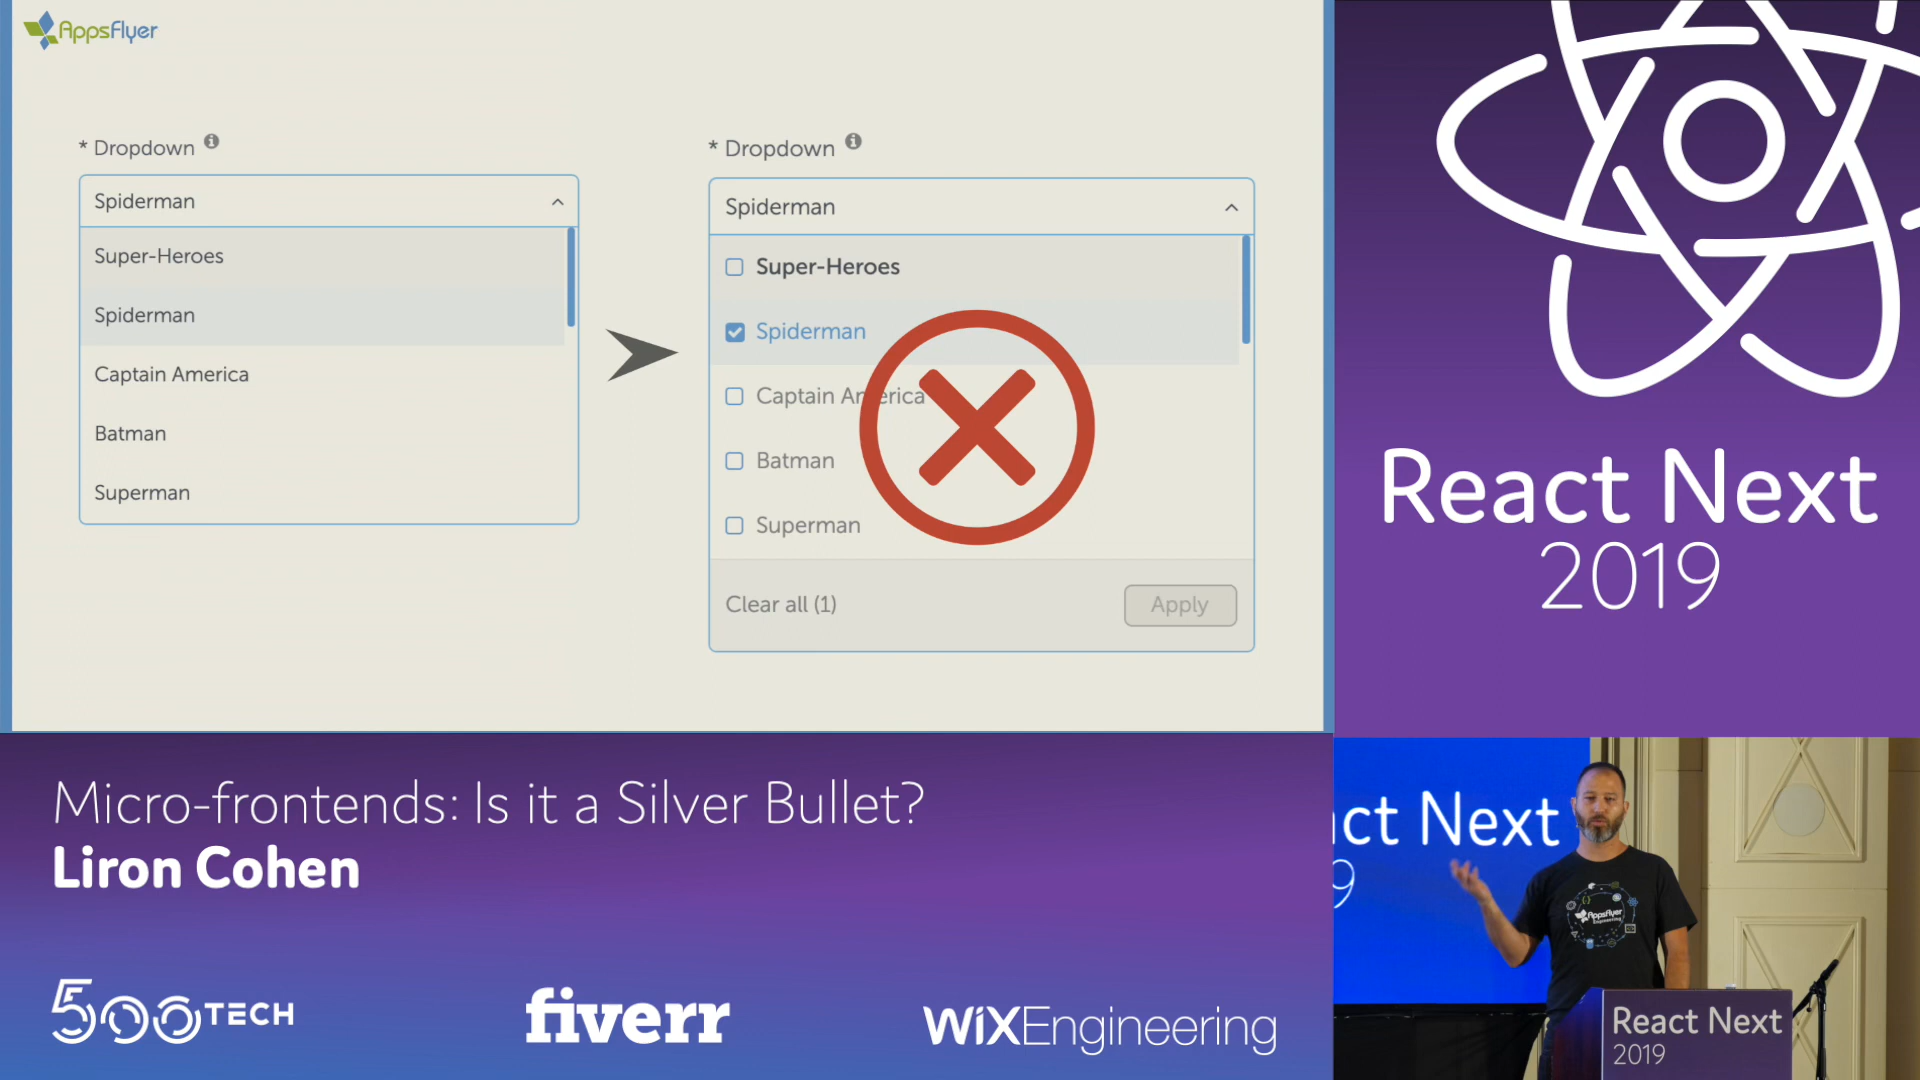 AppsFlyer
* Dropdown
Spiderman
Super-Heroes
Spiderman
Captain America
Batman
Superman
* Dropdown
Spiderman
Super-Heroes
Spiderman
Captain America
Batman
Superman
Clear all (1)
Apply
React Next
2019
Micro-frontends: Is it a Silver Bullet?
Liron Cohen
500TECH
fiverr
WiXEngineering
ct Next
9
AppsFlyer
Engineering
React Next
2019